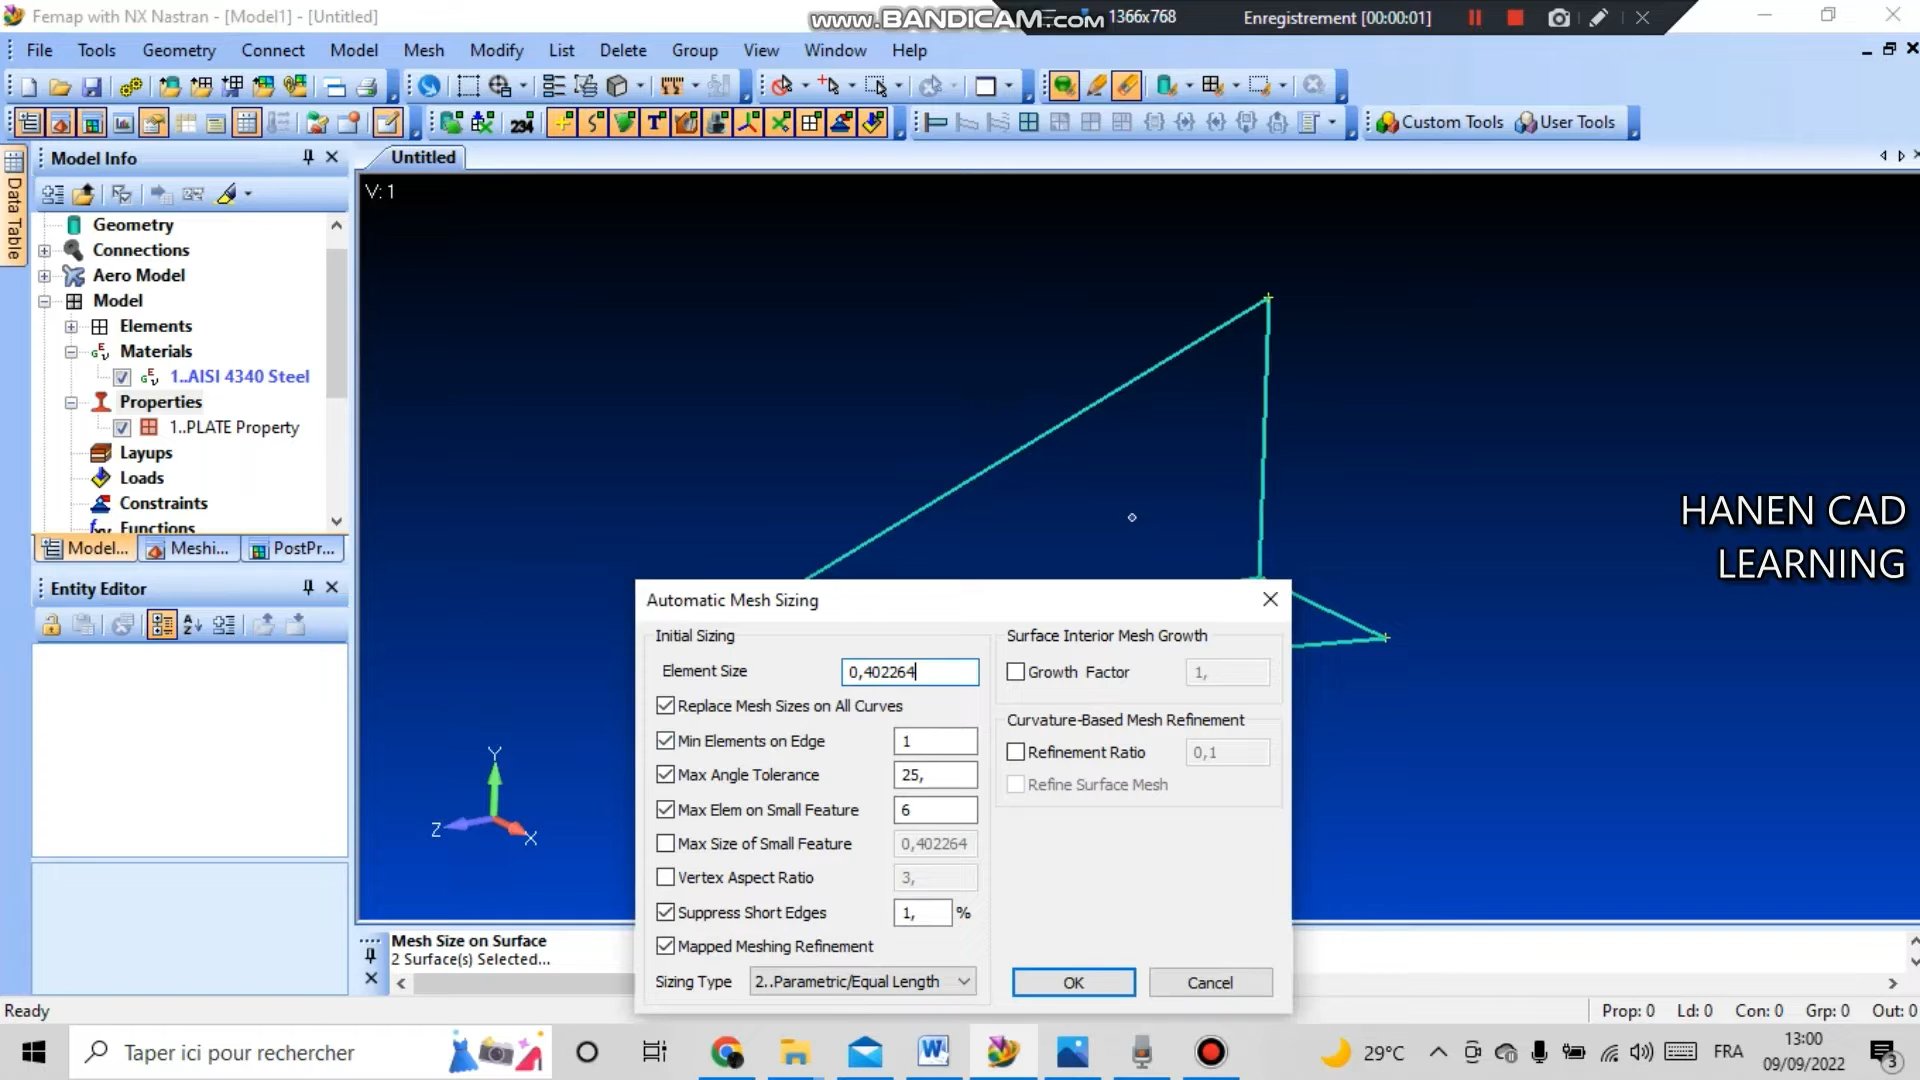 Femap with NX Nastran - [Model1] - [Untitled]
www.BANDICAM.com
1366x768
Enregistrement [00:00:01]
File Tools Geometry Connect Model Mesh Modify List Delete Group View Window Help
234
Custom Tools
User Tools
Data Table
Model Info
Untitled
V: 1
Geometry
Connections
Aero Model
Model
Elements
Materials
1..AISI 4340 Steel
Properties
1..PLATE Property
Layups
Loads
Constraints
Functions
Model... Meshi... PostPr...
Entity Editor
HANEN CAD
LEARNING
Y
Z
X
Automatic Mesh Sizing
Initial Sizing
Element Size 0,402264
Replace Mesh Sizes on All Curves
Min Elements on Edge 1
Max Angle Tolerance 25,
Max Elem on Small Feature 6
Max Size of Small Feature 0,402264
Vertex Aspect Ratio 3,
Suppress Short Edges 1, %
Mapped Meshing Refinement
Sizing Type 2..Parametric/Equal Length
Surface Interior Mesh Growth
Growth Factor 1,
Curvature-Based Mesh Refinement
Refinement Ratio 0,1
Refine Surface Mesh
OK
Cancel
Mesh Size on Surface
2 Surface(s) Selected...
Ready
Prop: 0 Ld: 0 Con: 0 Grp: 0 Out: 0
Taper ici pour rechercher
29°C
FRA
13:00
09/09/2022
3